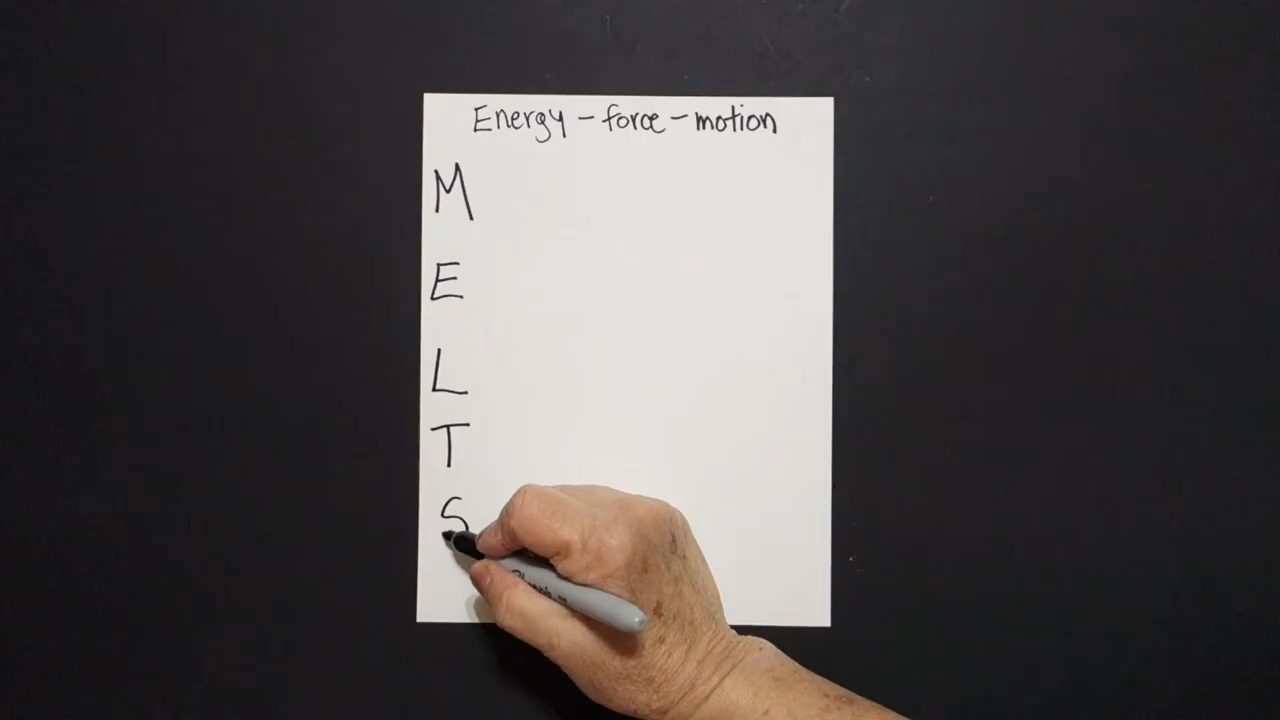 Energy – force – motion
M
E
L
T
S